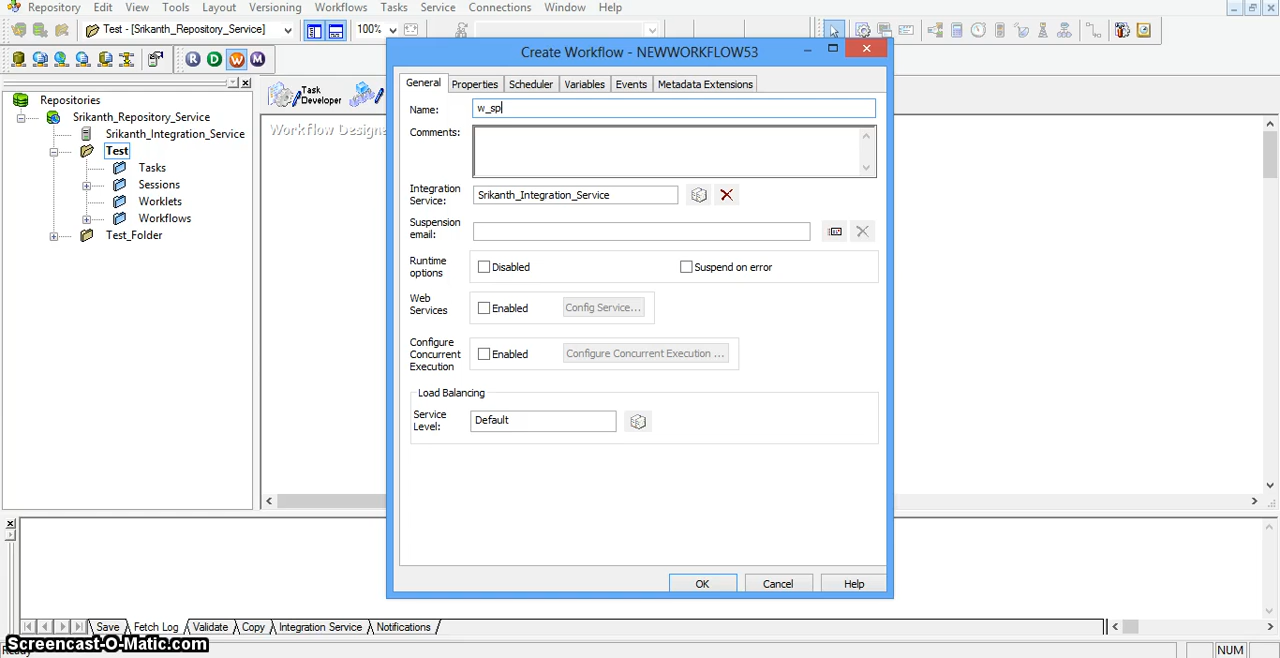 Repository Edit View Tools Layout Versioning Workflows Tasks Service Connections Window Help
Test - [Srikanth_Repository_Service] 100%
R D W M
Create Workflow - NEWWORKFLOW53
General Properties Scheduler Variables Events Metadata Extensions
Name: w_sp
Comments:
Integration Service: Srikanth_Integration_Service
Suspension email:
Runtime options Disabled Suspend on error
Web Services Enabled Config Service...
Configure Concurrent Execution Enabled Configure Concurrent Execution ...
Load Balancing
Service Level: Default
OK Cancel Help
Repositories
Srikanth_Repository_Service
Srikanth_Integration_Service
Test
Tasks
Sessions
Worklets
Workflows
Test_Folder
Task Developer
Workflow Designe
Save Fetch Log Validate Copy Integration Service Notifications
Screencast-O-Matic.com
NUM